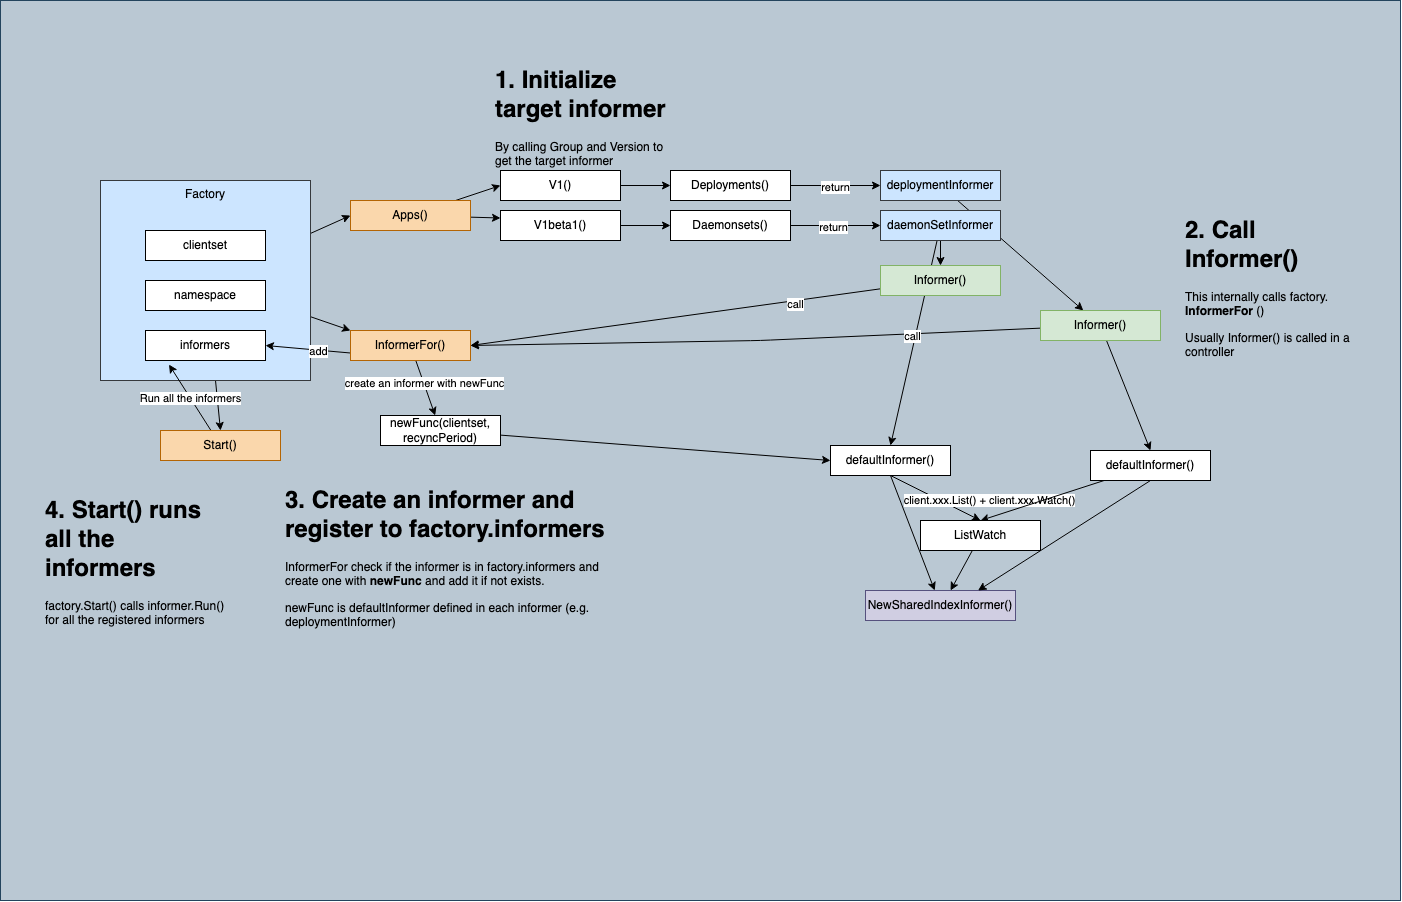 1. Initialize
target informer
By calling Group and Version to
get the target informer
Factory
clientset
namespace
informers
Apps()
V1()
Deployments()
return
deploymentInformer
V1beta1()
Daemonsets()
return
daemonSetInformer
2. Call
Informer()
This internally calls factory.
InformerFor ()
Usually Informer() is called in a
controller
Informer()
Informer()
call
call
InformerFor()
add
create an informer with newFunc
newFunc(clientset,
recyncPeriod)
Run all the informers
Start()
defaultInformer()
defaultInformer()
client.xxx.List() + client.xxx.Watch()
ListWatch
NewSharedIndexInformer()
4. Start() runs
all the
informers
factory.Start() calls informer.Run()
for all the registered informers
3. Create an informer and
register to factory.informers
InformerFor check if the informer is in factory.informers and
create one with newFunc and add it if not exists.
newFunc is defaultInformer defined in each informer (e.g.
deploymentInformer)